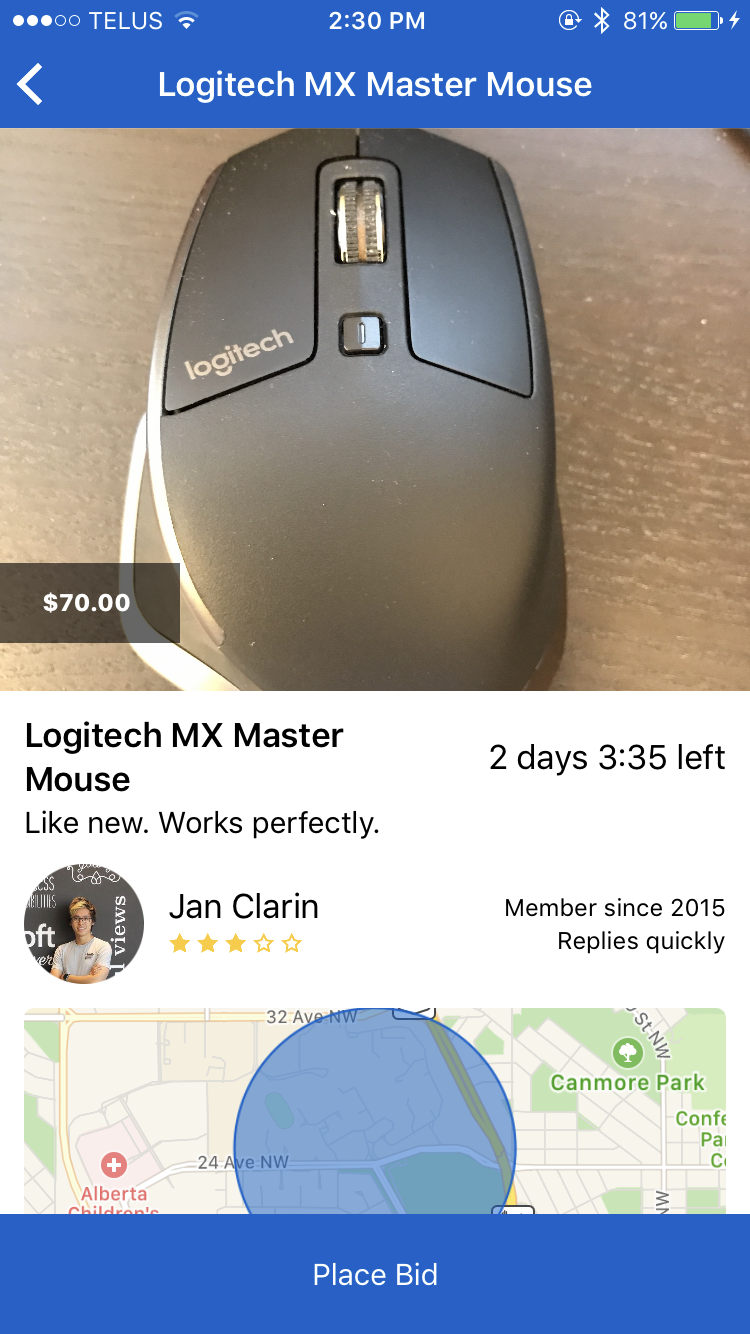 TELUS 2:30 PM 81%
Logitech MX Master Mouse
logitech
$70.00
Logitech MX Master
Mouse
2 days 3:35 left
Like new. Works perfectly.
oft
views
Jan Clarin
Member since 2015
Replies quickly
32 Ave NW
St NW
Canmore Park
24 Ave NW
Alberta
Children's
NW
Place Bid